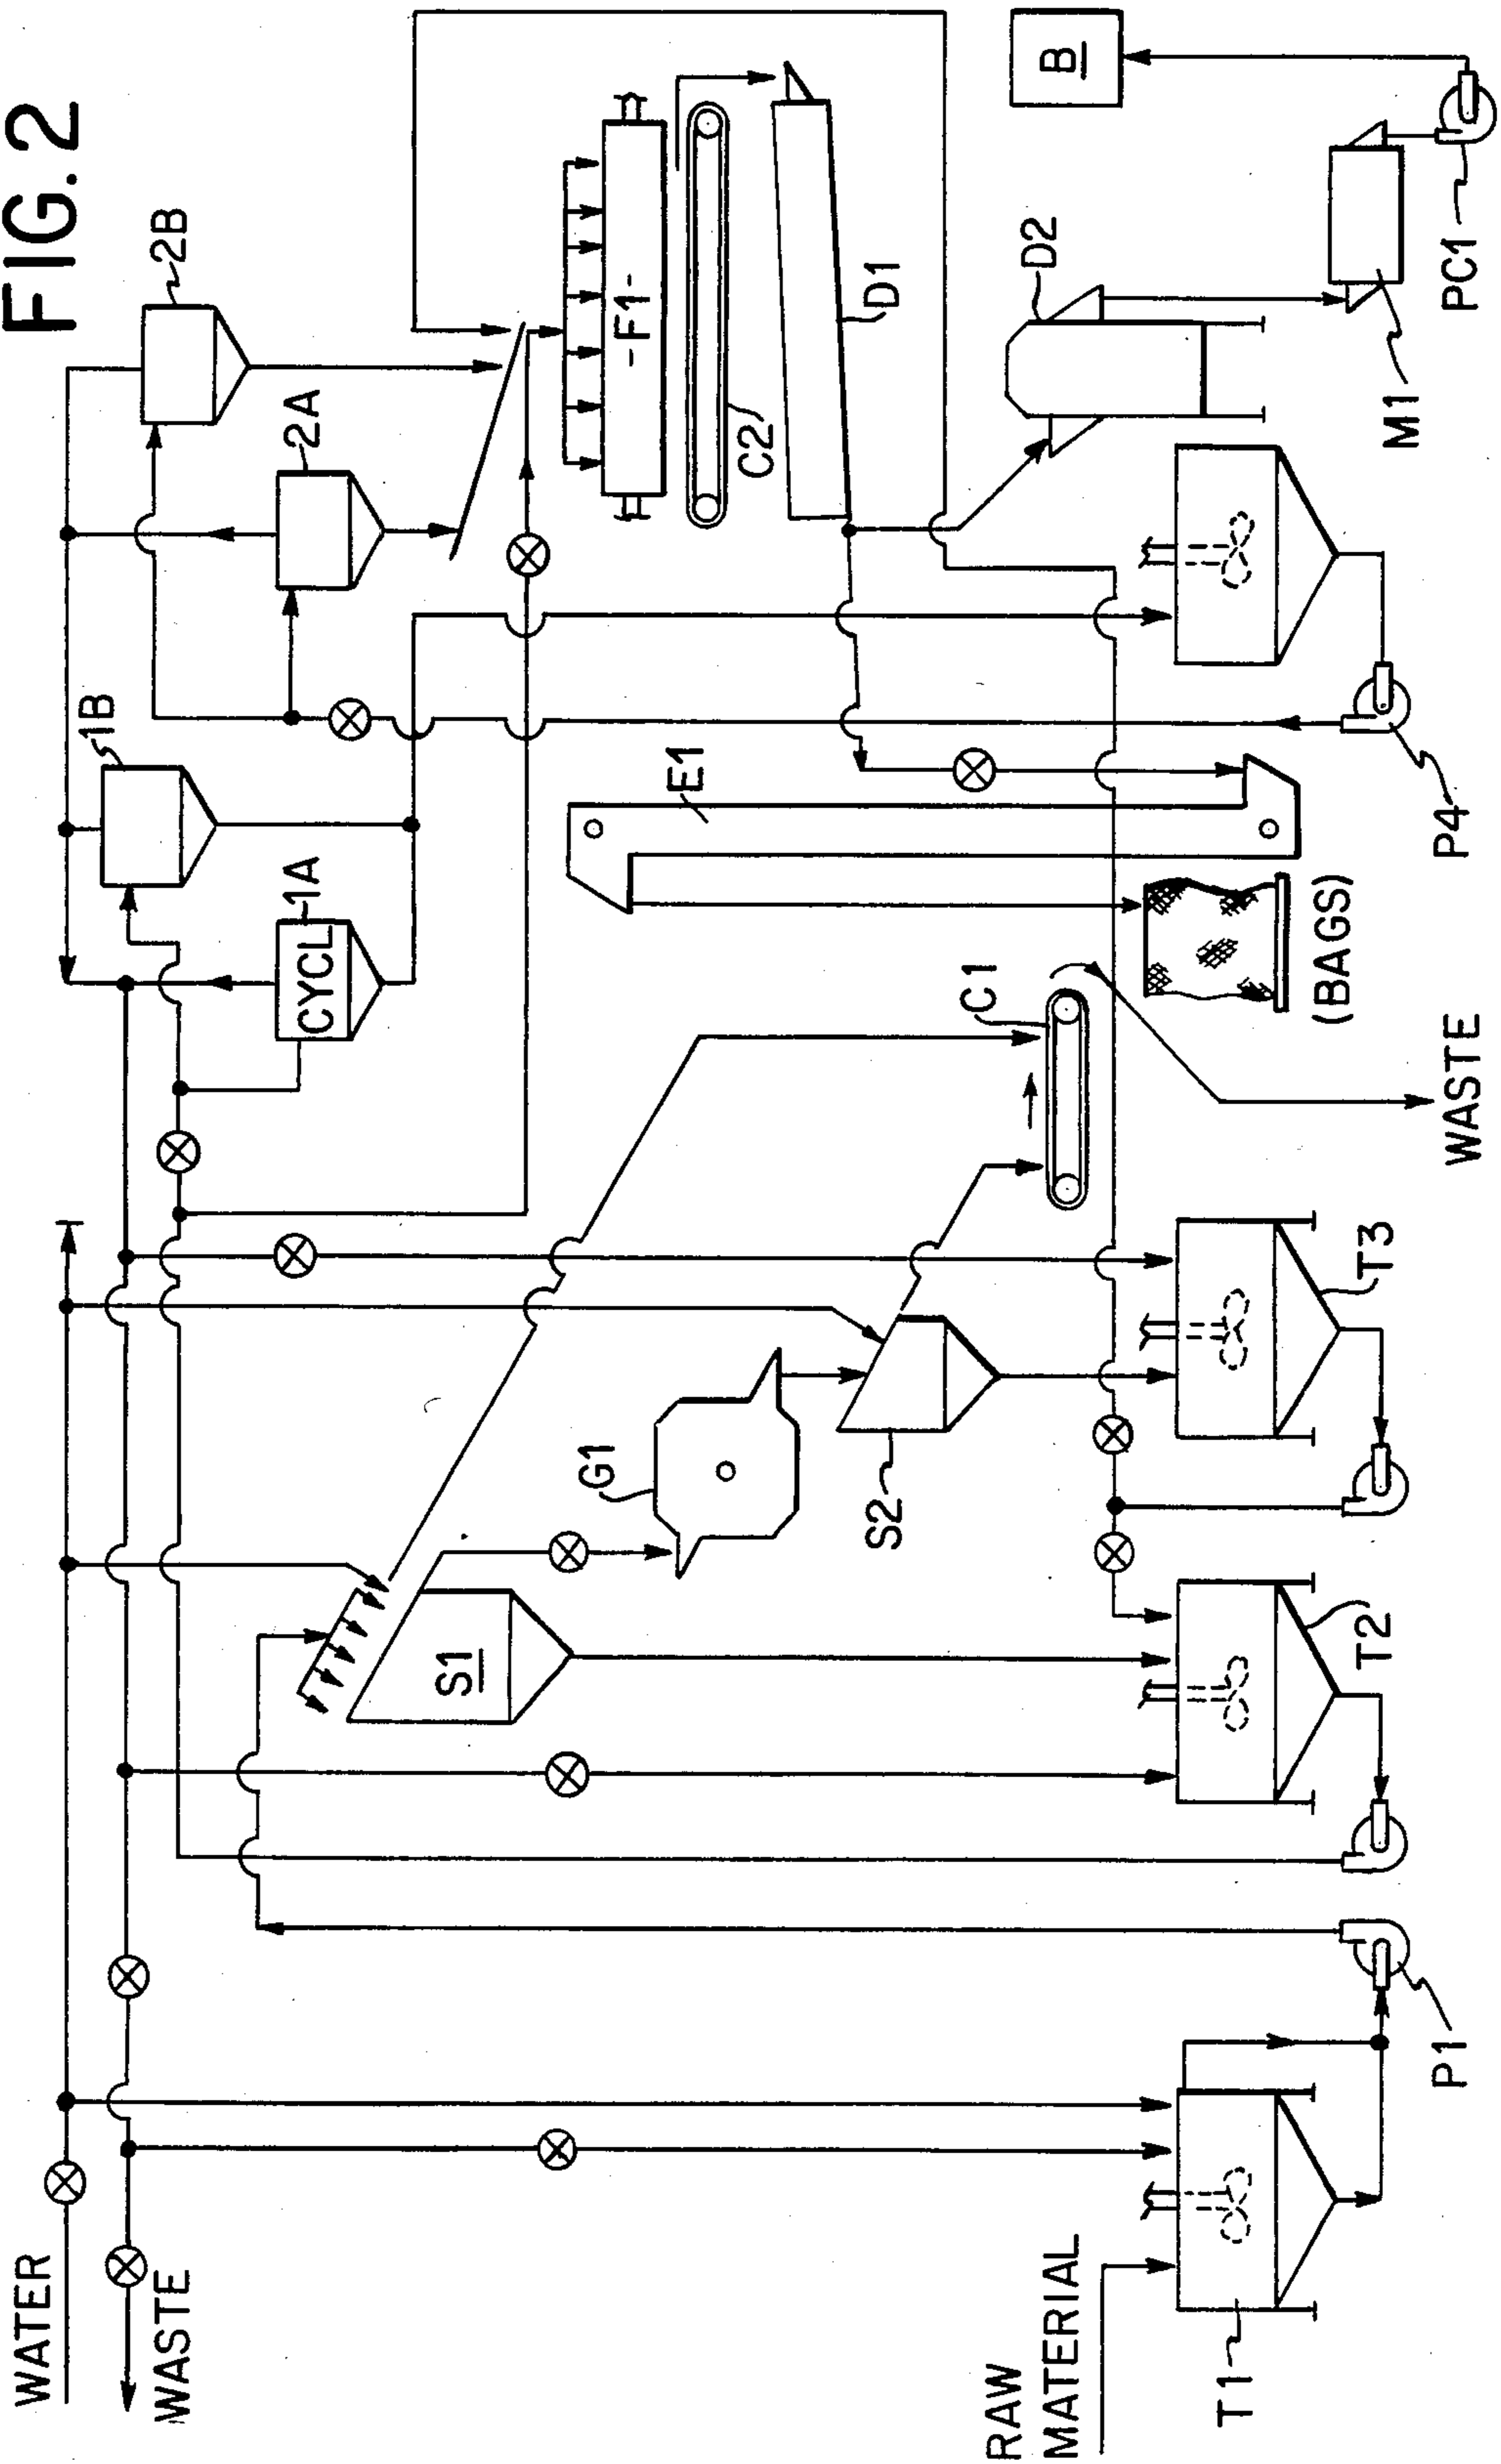 FIG. 2
WATER
WASTE
RAW
MATERIAL
T1
P1
T2
T3
S1
G1
S2
C1
WASTE
(BAGS)
E1
P4
CYCL
1A
1B
2A
2B
-F1-
C2
D1
D2
M1
PC1
B